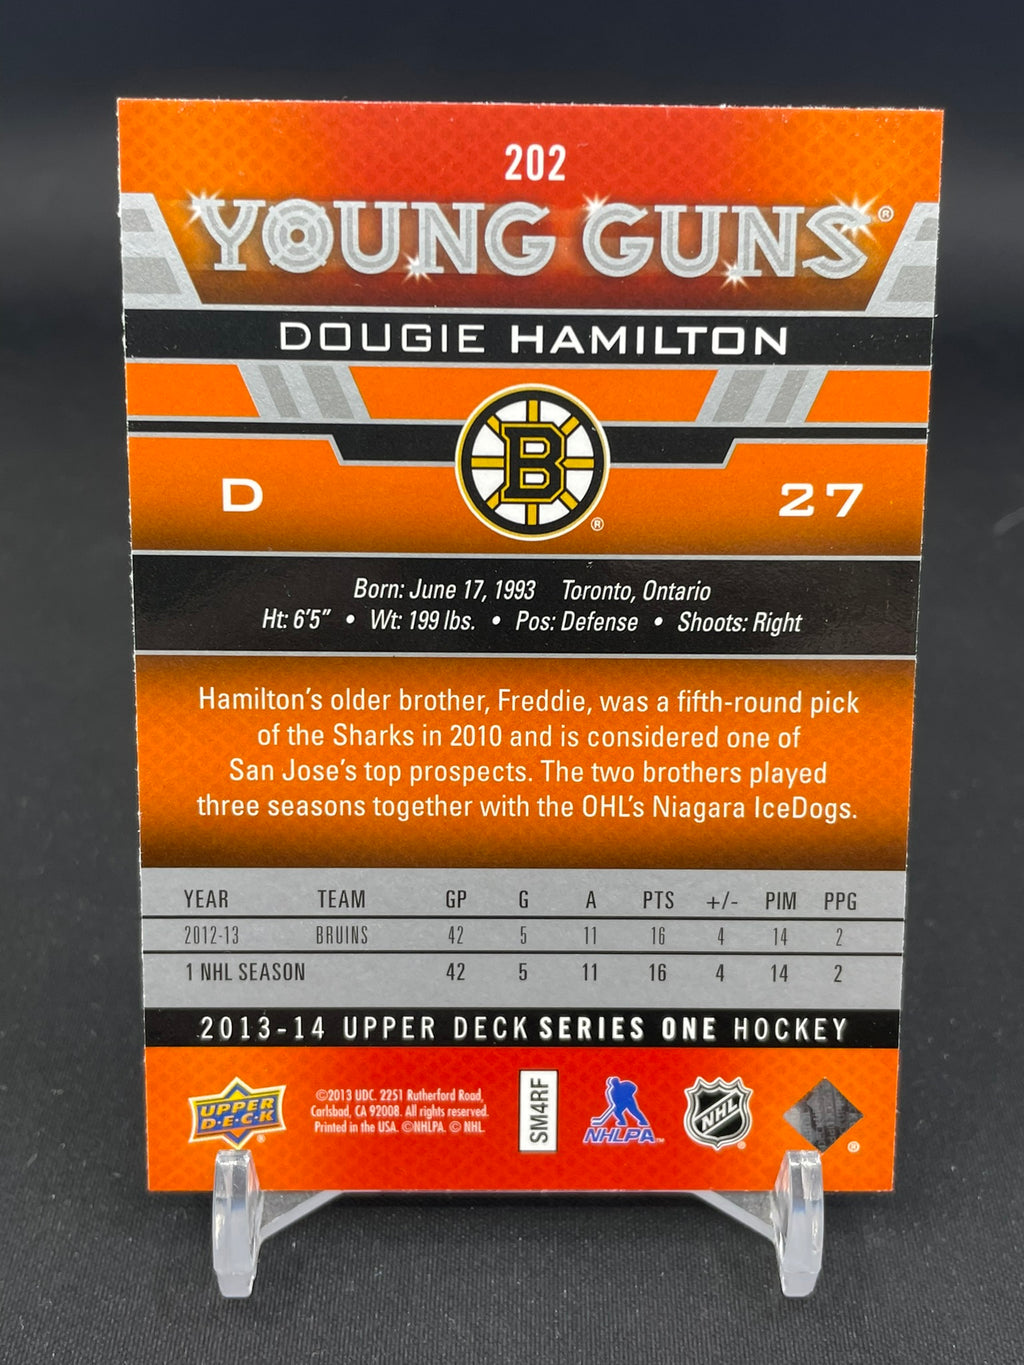 202
YOUNG GUNS®
DOUGIE HAMILTON
B
®
D 27
Born: June 17, 1993 Toronto, Ontario
Ht: 6'5" • Wt: 199 lbs. • Pos: Defense • Shoots: Right
Hamilton's older brother, Freddie, was a fifth-round pick
of the Sharks in 2010 and is considered one of
San Jose's top prospects. The two brothers played
three seasons together with the OHL's Niagara IceDogs.
YEAR TEAM GP G A PTS +/- PIM PPG
2012-13 BRUINS 42 5 11 16 4 14 2
1 NHL SEASON 42 5 11 16 4 14 2
2013-14 UPPER DECK SERIES ONE HOCKEY
UPPER
D·E·C·K
®
©2013 UDC. 2251 Rutherford Road,
Carlsbad, CA 92008. All rights reserved.
Printed in the USA. ©NHLPA. © NHL.
SM4RF
NHLPA™
NHL
®
®